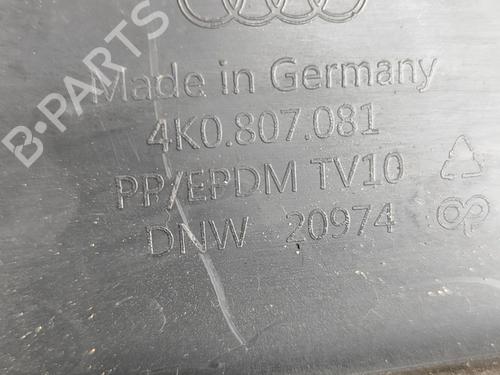 B-PARTS
Made in Germany
4K0.807.081
PP/EPDM TV10
DNW 20974